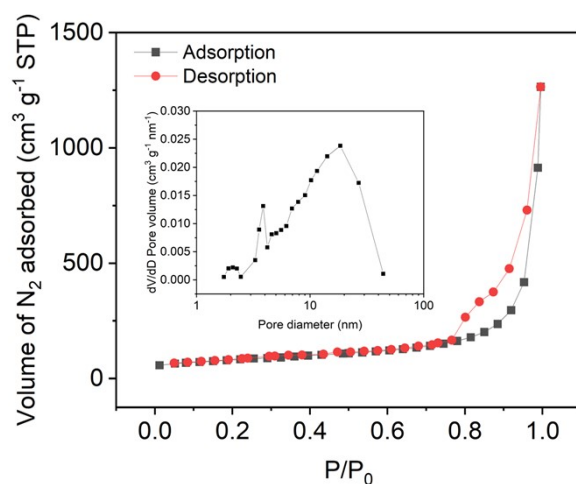 1500
1000
500
0
Volume of N₂ adsorbed (cm³ g⁻¹ STP)
Adsorption
Desorption
0.030
0.025
0.020
0.015
0.010
0.005
0.000
dV/dD Pore volume (cm³ g⁻¹ nm⁻¹)
1 10 100
Pore diameter (nm)
0.0 0.2 0.4 0.6 0.8 1.0
P/P₀